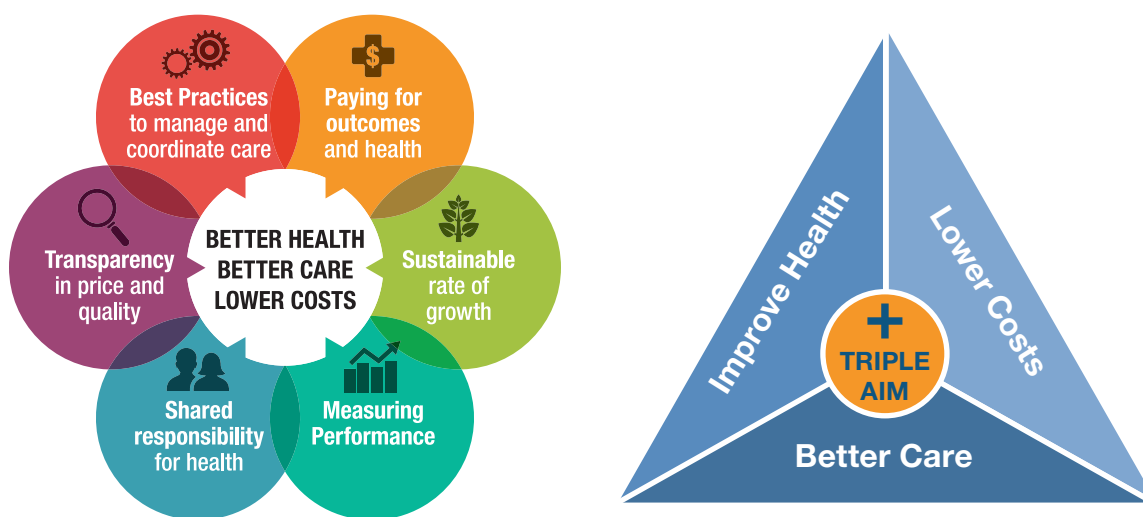 Best Practices
to manage and
coordinate care
$
Paying for
outcomes
and health
Transparency
in price and
quality
BETTER HEALTH
BETTER CARE
LOWER COSTS
Sustainable
rate of
growth
Shared
responsibility
for health
Measuring
Performance
Improve Health
Lower Costs
+
TRIPLE
AIM
Better Care